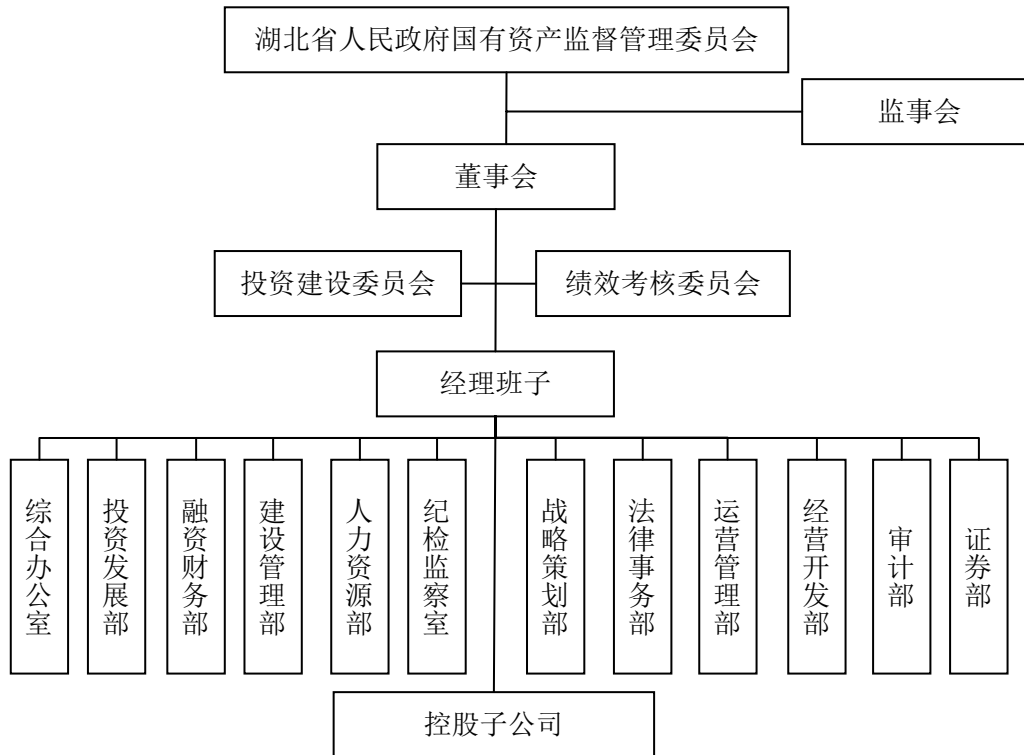 湖北省人民政府国有资产监督管理委员会
监事会
董事会
投资建设委员会
绩效考核委员会
经理班子
综合办公室
投资发展部
融资财务部
建设管理部
人力资源部
纪检监察室
战略策划部
法律事务部
运营管理部
经营开发部
审计部
证券部
控股子公司